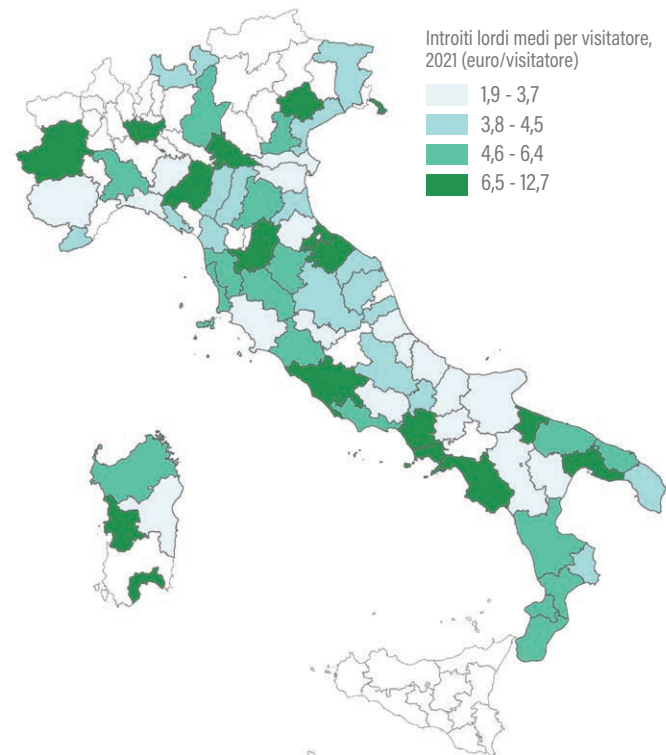 Introiti lordi medi per visitatore,
2021 (euro/visitatore)
1,9 - 3,7
3,8 - 4,5
4,6 - 6,4
6,5 - 12,7